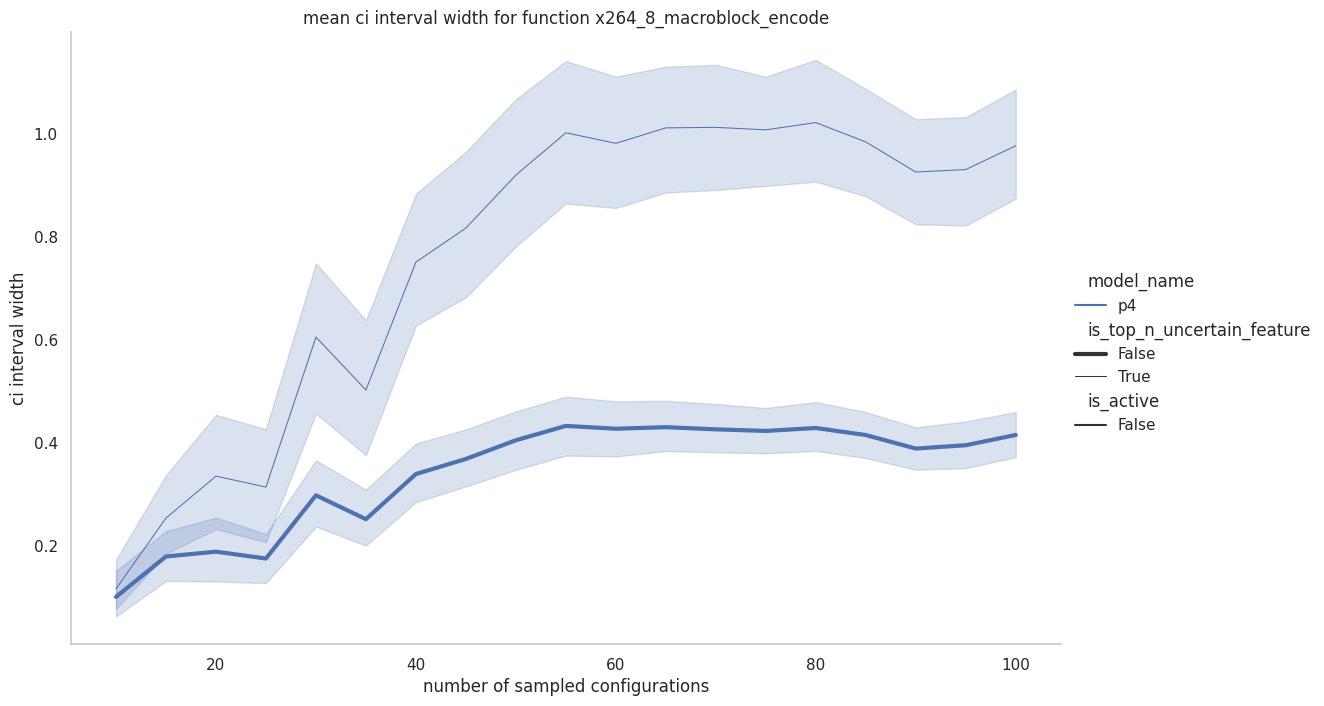 mean ci interval width for function x264_8_macroblock_encode
1.0
0.8
0.6
0.4
0.2
ci interval width
20
40
60
80
100
number of sampled configurations
model_name
p4
is_top_n_uncertain_feature
False
True
is_active
False